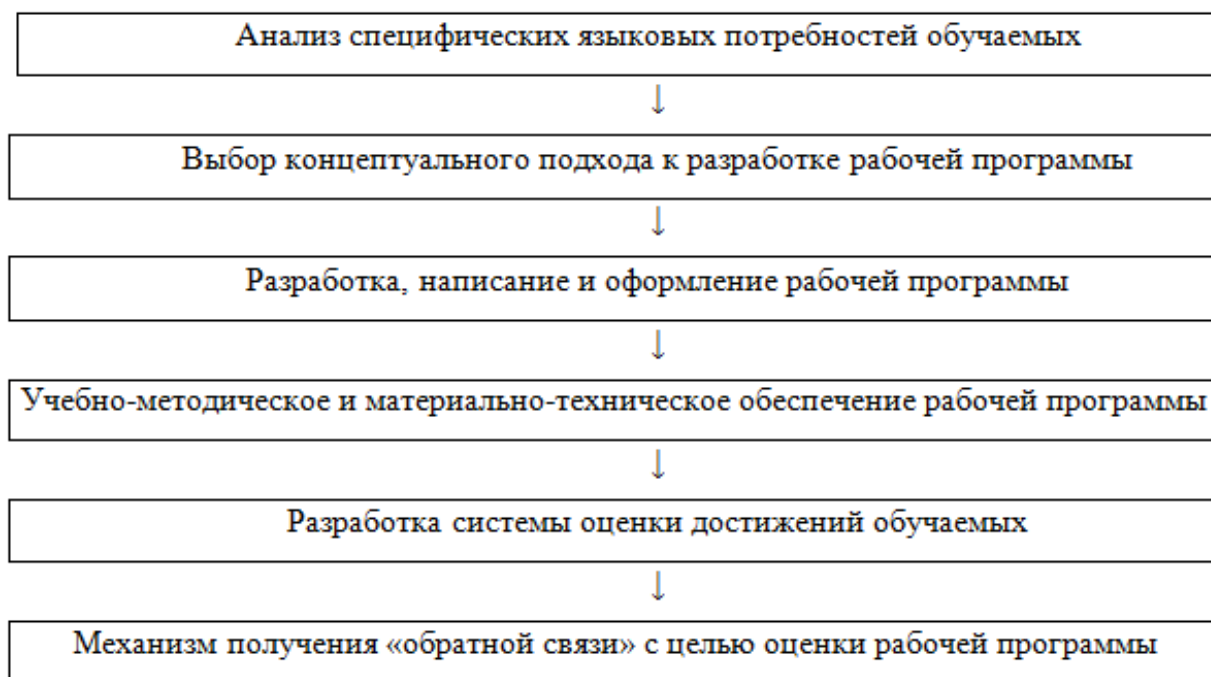 Анализ специфических языковых потребностей обучаемых
↓
Выбор концептуального подхода к разработке рабочей программы
↓
Разработка, написание и оформление рабочей программы
↓
Учебно-методическое и материально-техническое обеспечение рабочей программы
↓
Разработка системы оценки достижений обучаемых
↓
Механизм получения «обратной связи» с целью оценки рабочей программы